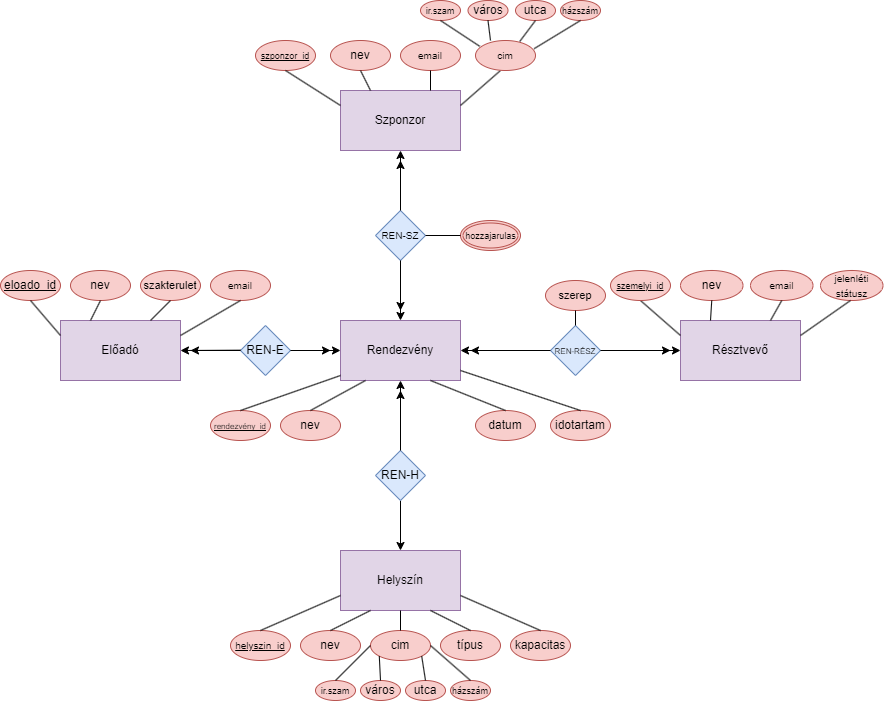 ir.szam
város
utca
házszám
szponzor_id
nev
email
cim
Szponzor
REN-SZ
hozzajarulas
eloado_id
nev
szakterulet
email
szerep
szemelyi_id
nev
email
jelenléti
státusz
Előadó
REN-E
Rendezvény
REN-RÉSZ
Résztvevő
rendezvény_id
nev
datum
idotartam
REN-H
Helyszín
helyszin_id
nev
cim
típus
kapacitas
ir.szam
város
utca
házszám